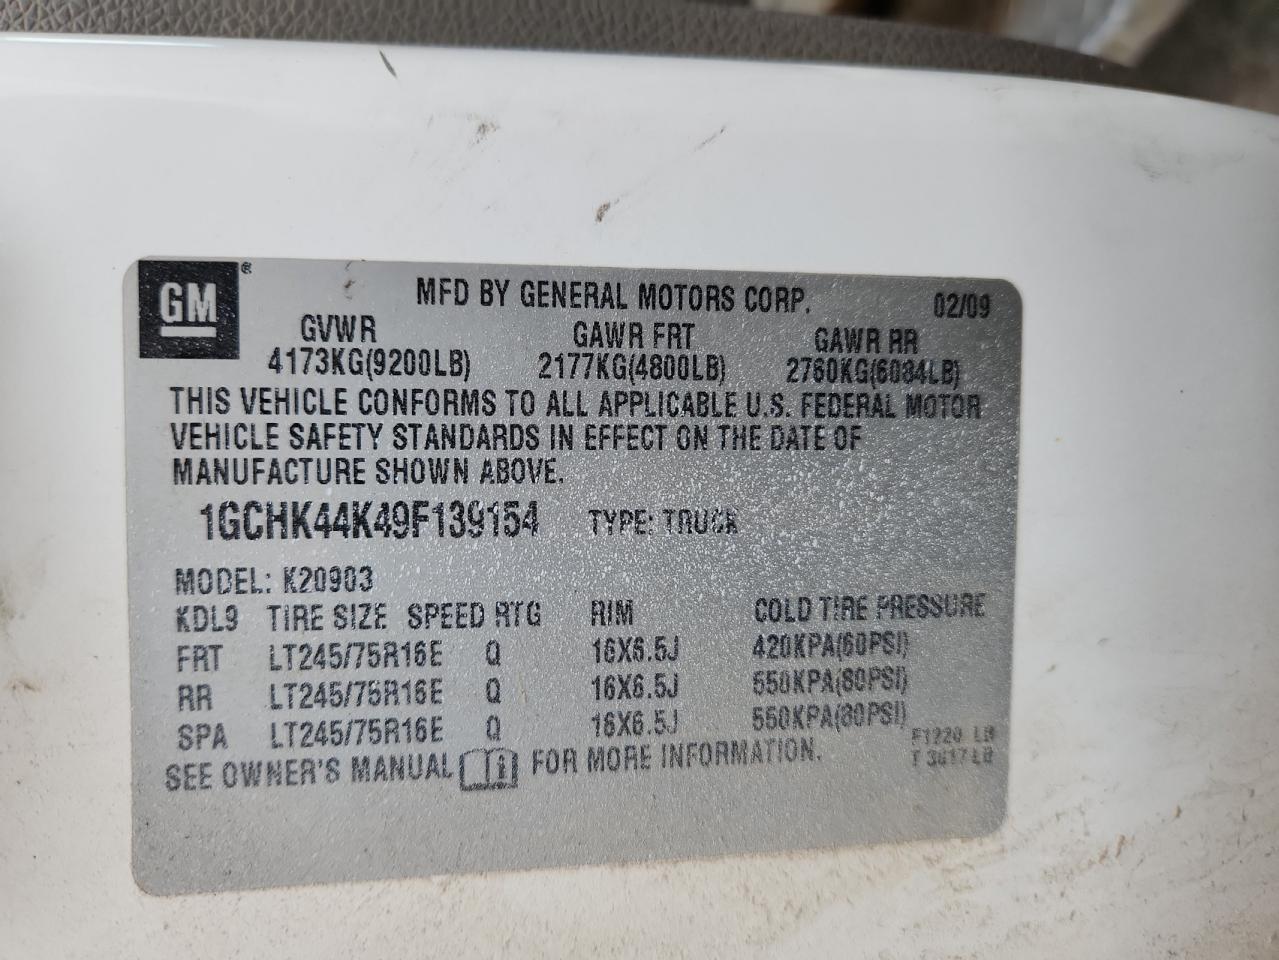 GM ®
MFD BY GENERAL MOTORS CORP. 02/09
GVWR GAWR FRT GAWR RR
4173KG(9200LB) 2177KG(4800LB) 2760KG(6084LB)
THIS VEHICLE CONFORMS TO ALL APPLICABLE U.S. FEDERAL MOTOR
VEHICLE SAFETY STANDARDS IN EFFECT ON THE DATE OF
MANUFACTURE SHOWN ABOVE.
1GCHK44K49F139154 TYPE: TRUCK
MODEL: K20903
KDL9 TIRE SIZE SPEED RTG RIM COLD TIRE PRESSURE
FRT LT245/75R16E Q 16X6.5J 420KPA(60PSI)
RR LT245/75R16E Q 16X6.5J 550KPA(80PSI)
SPA LT245/75R16E Q 16X6.5J 550KPA(80PSI)
F1220 LB
T LB
SEE OWNER'S MANUAL i FOR MORE INFORMATION.